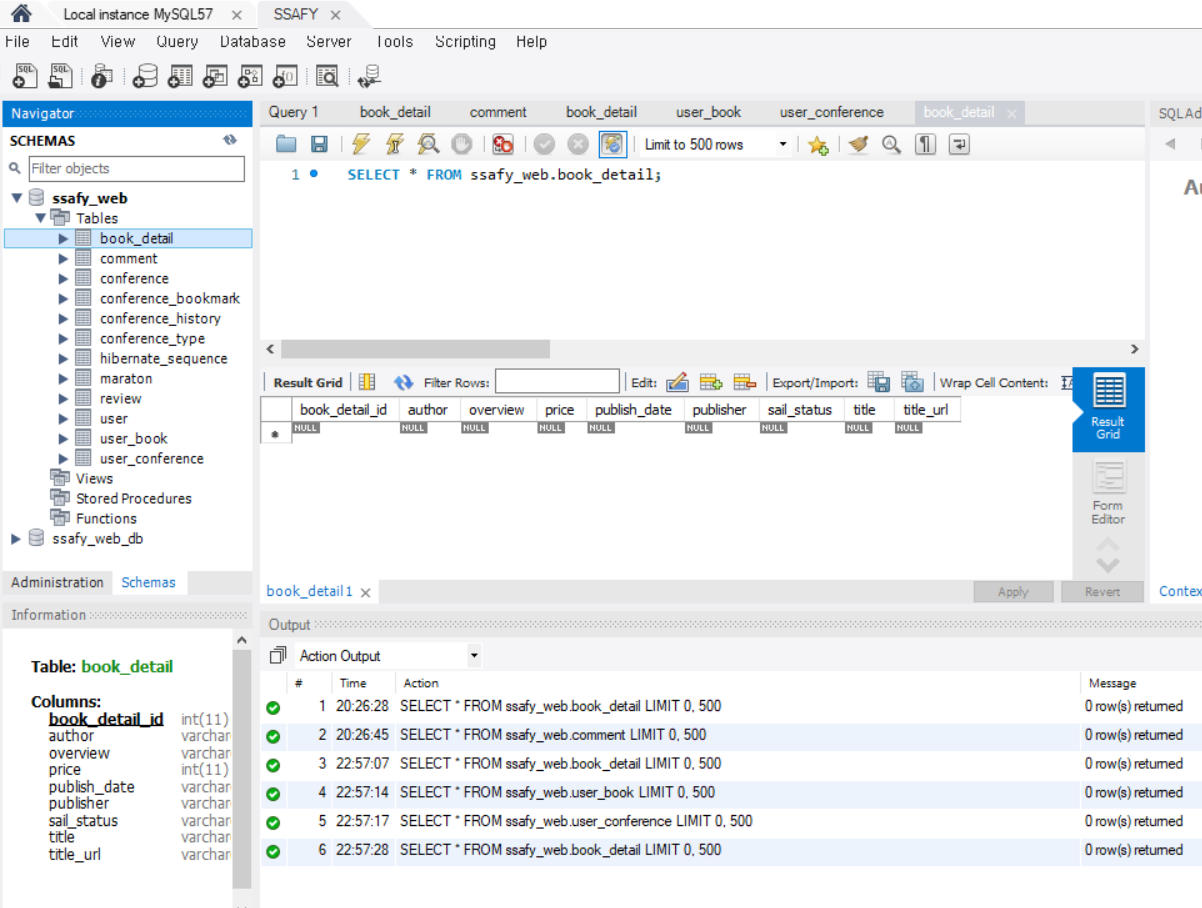 Local instance MySQL57
SSAFY
File Edit View Query Database Server Tools Scripting Help
Navigator
SCHEMAS
Filter objects
ssafy_web
Tables
book_detail
comment
conference
conference_bookmark
conference_history
conference_type
hibernate_sequence
maraton
review
user
user_book
user_conference
Views
Stored Procedures
Functions
ssafy_web_db
Administration Schemas
Information
Table: book_detail
Columns:
book_detail_id int(11)
author varchar
overview varchar
price int(11)
publish_date varchar
publisher varchar
sail_status varchar
title varchar
title_url varchar
Query 1 book_detail comment book_detail user_book user_conference book_detail
Limit to 500 rows
1 SELECT * FROM ssafy_web.book_detail;
Result Grid Filter Rows: Edit: Export/Import: Wrap Cell Content:
book_detail_id author overview price publish_date publisher sail_status title title_url
NULL NULL NULL NULL NULL NULL NULL NULL NULL
Result
Grid
Form
Editor
book_detail1
Apply Revert
Output
Action Output
# Time Action Message
1 20:26:28 SELECT * FROM ssafy_web.book_detail LIMIT 0, 500 0 row(s) returned
2 20:26:45 SELECT * FROM ssafy_web.comment LIMIT 0, 500 0 row(s) returned
3 22:57:07 SELECT * FROM ssafy_web.book_detail LIMIT 0, 500 0 row(s) returned
4 22:57:14 SELECT * FROM ssafy_web.user_book LIMIT 0, 500 0 row(s) returned
5 22:57:17 SELECT * FROM ssafy_web.user_conference LIMIT 0, 500 0 row(s) returned
6 22:57:28 SELECT * FROM ssafy_web.book_detail LIMIT 0, 500 0 row(s) returned
SQLAd
Au
Contex